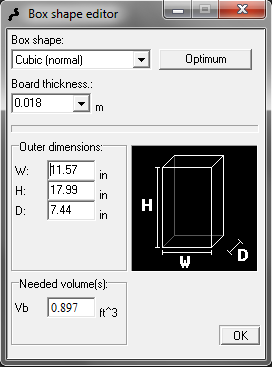 Box shape editor
Box shape:
Cubic (normal)
Optimum
Board thickness.:
0.018 m
Outer dimensions:
W: 11.57 in
H: 17.99 in
D: 7.44 in
H
W
D
Needed volume(s):
Vb 0.897 ft^3
OK